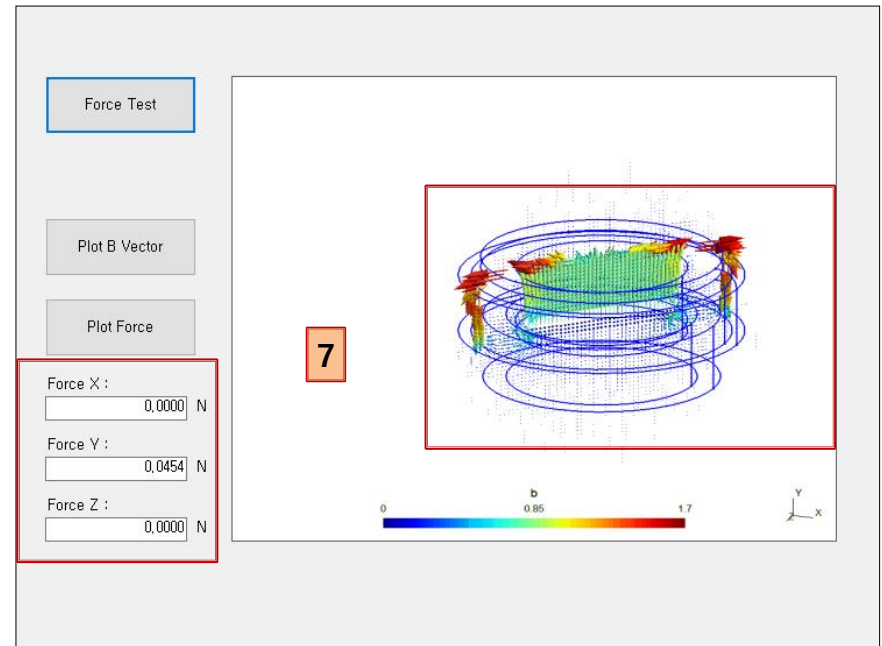 Force Test
Plot B Vector
Plot Force
7
Force X :
0,0000 N
Force Y :
0,0454 N
Force Z :
0,0000 N
b
0 0.85 1.7
Y
Z X